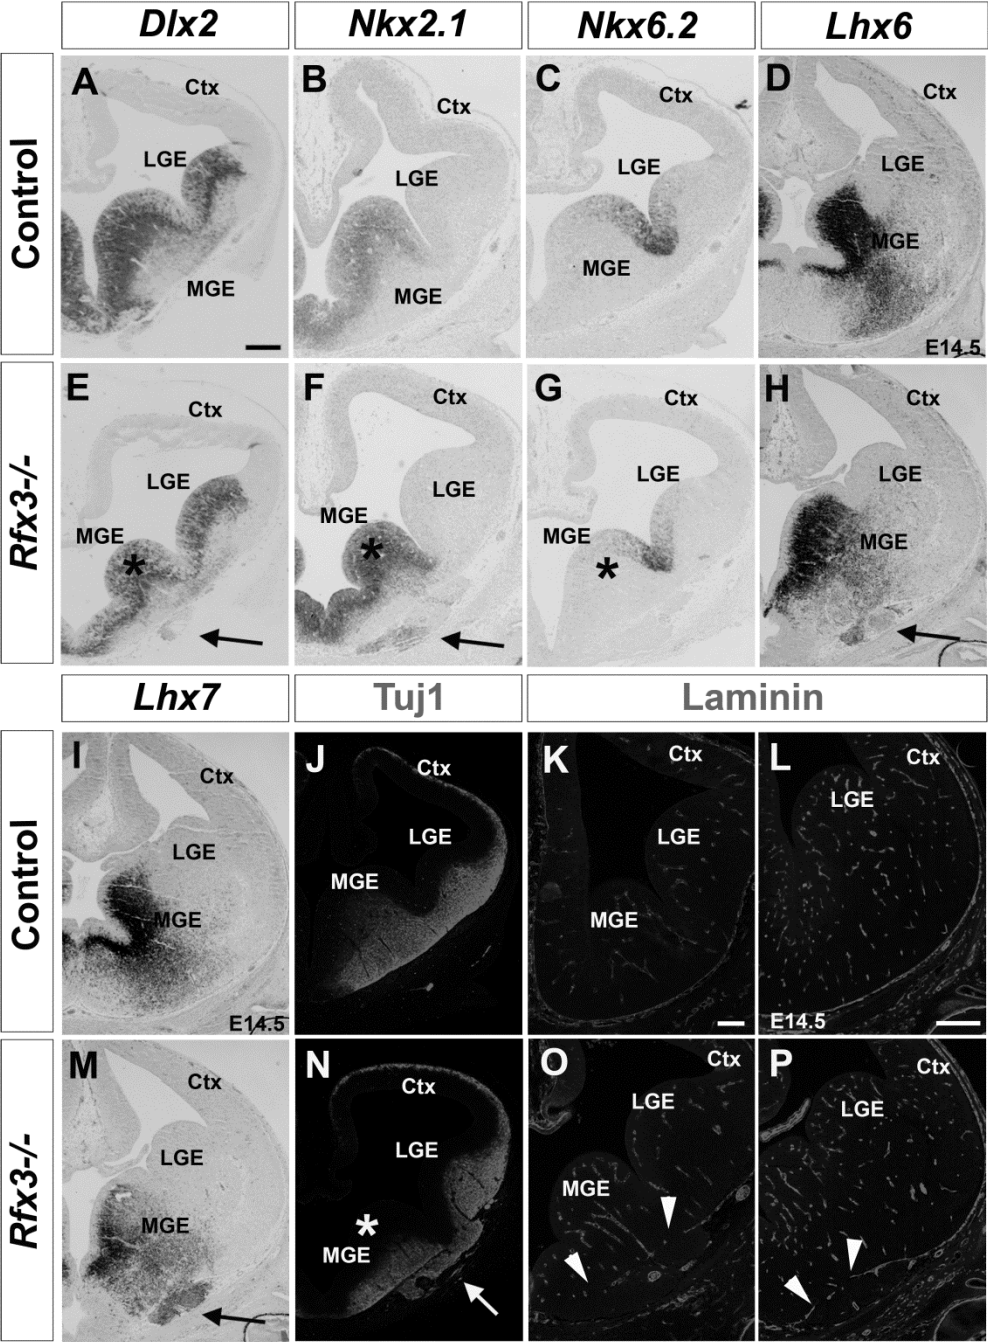 Dlx2 Nkx2.1 Nkx6.2 Lhx6
Control
A Ctx LGE MGE
B LGE MGE
C Ctx LGE MGE
D Ctx LGE MGE E14.5
Rfx3-/-
E Ctx LGE MGE *
F Ctx LGE MGE *
G Ctx LGE MGE *
H Ctx LGE MGE
Lhx7 Tuj1 Laminin
Control
I Ctx LGE MGE E14.5
J Ctx LGE MGE
K Ctx LGE MGE
L Ctx LGE E14.5
Rfx3-/-
M Ctx LGE MGE
N Ctx LGE * MGE
O Ctx LGE MGE
P Ctx LGE